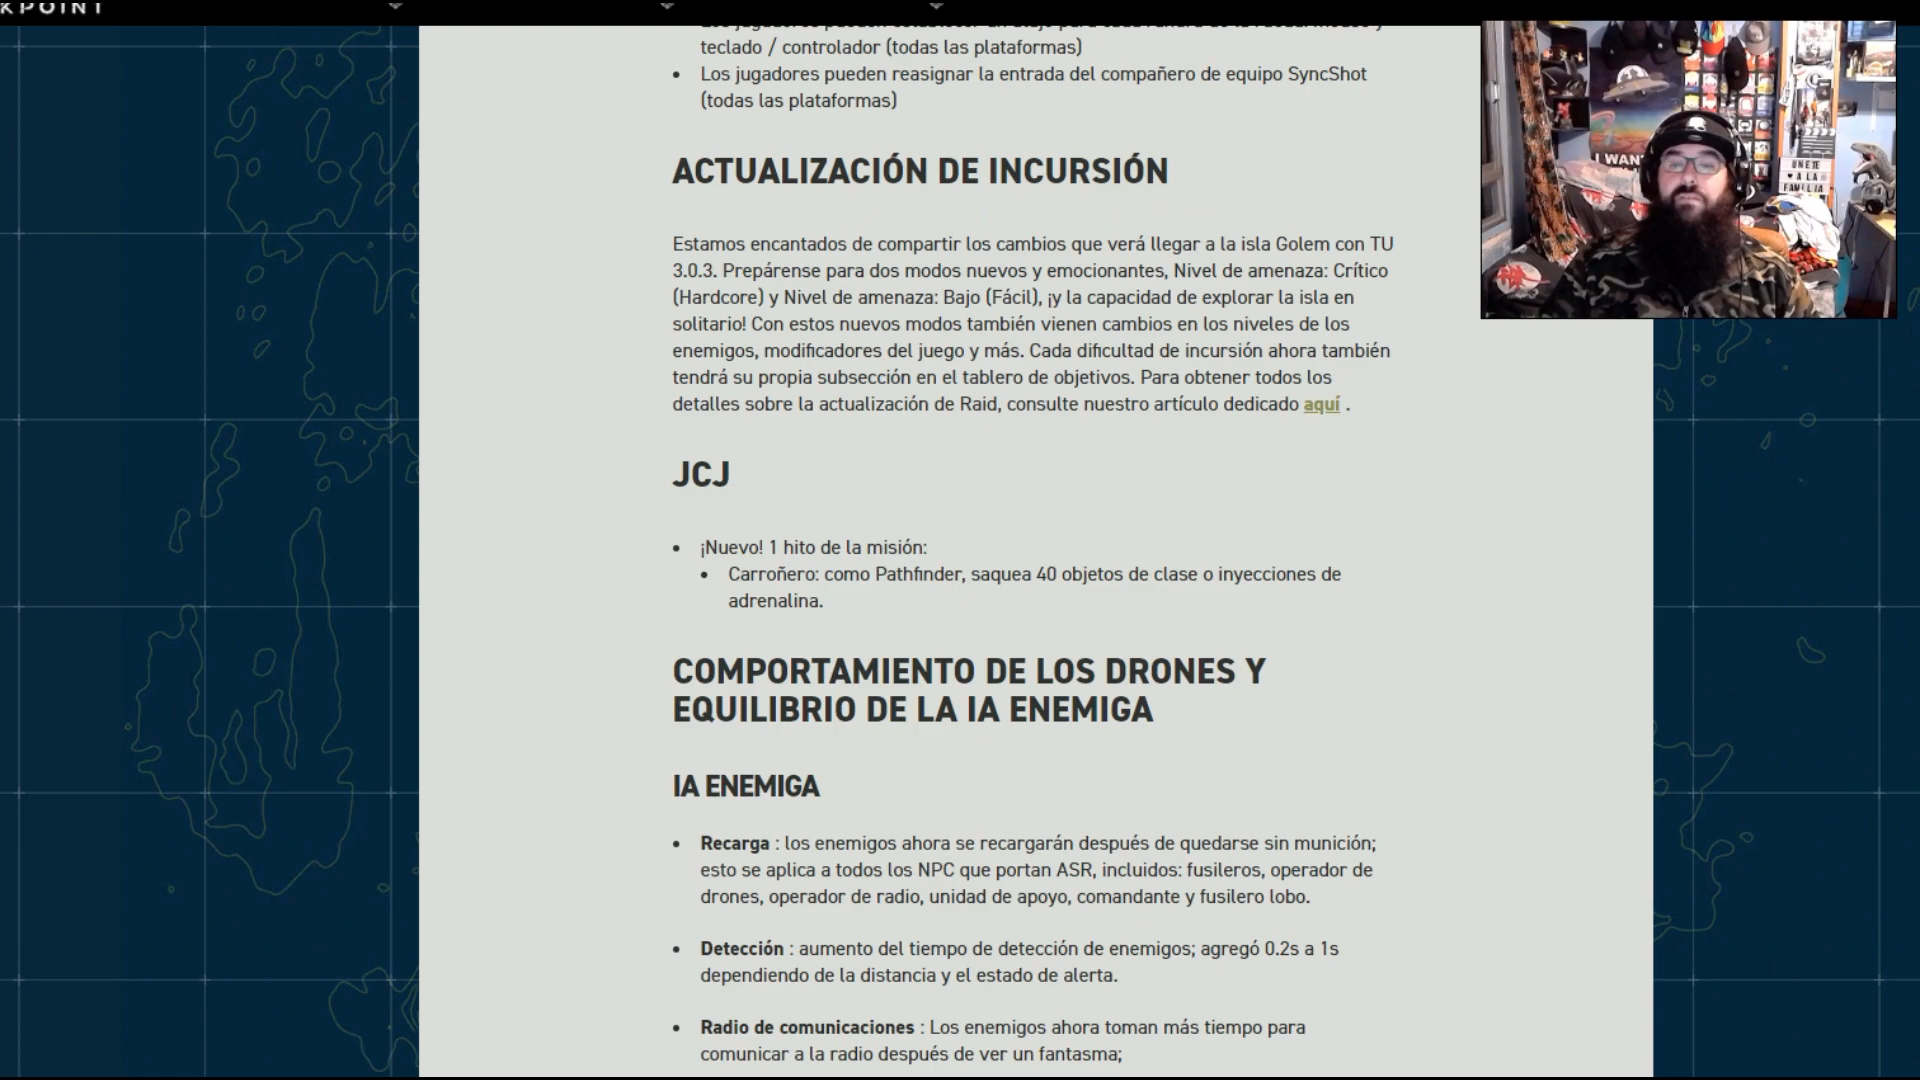 KPOINT
teclado / controlador (todas las plataformas)
• Los jugadores pueden reasignar la entrada del compañero de equipo SyncShot
(todas las plataformas)
ACTUALIZACIÓN DE INCURSIÓN
Estamos encantados de compartir los cambios que verá llegar a la isla Golem con TU
3.0.3. Prepárense para dos modos nuevos y emocionantes, Nivel de amenaza: Crítico
(Hardcore) y Nivel de amenaza: Bajo (Fácil), ¡y la capacidad de explorar la isla en
solitario! Con estos nuevos modos también vienen cambios en los niveles de los
enemigos, modificadores del juego y más. Cada dificultad de incursión ahora también
tendrá su propia subsección en el tablero de objetivos. Para obtener todos los
detalles sobre la actualización de Raid, consulte nuestro artículo dedicado aquí .
JCJ
• ¡Nuevo! 1 hito de la misión:
• Carroñero: como Pathfinder, saquea 40 objetos de clase o inyecciones de
adrenalina.
COMPORTAMIENTO DE LOS DRONES Y
EQUILIBRIO DE LA IA ENEMIGA
IA ENEMIGA
• Recarga : los enemigos ahora se recargarán después de quedarse sin munición;
esto se aplica a todos los NPC que portan ASR, incluidos: fusileros, operador de
drones, operador de radio, unidad de apoyo, comandante y fusilero lobo.
• Detección : aumento del tiempo de detección de enemigos; agregó 0.2s a 1s
dependiendo de la distancia y el estado de alerta.
• Radio de comunicaciones : Los enemigos ahora toman más tiempo para
comunicar a la radio después de ver un fantasma;
I WAN
UNETE
A LA
FAMILIA